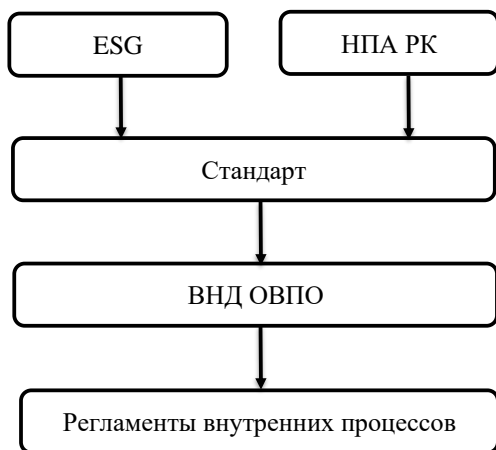 ESG
НПА РК
Стандарт
ВНД ОВПО
Регламенты внутренних процессов